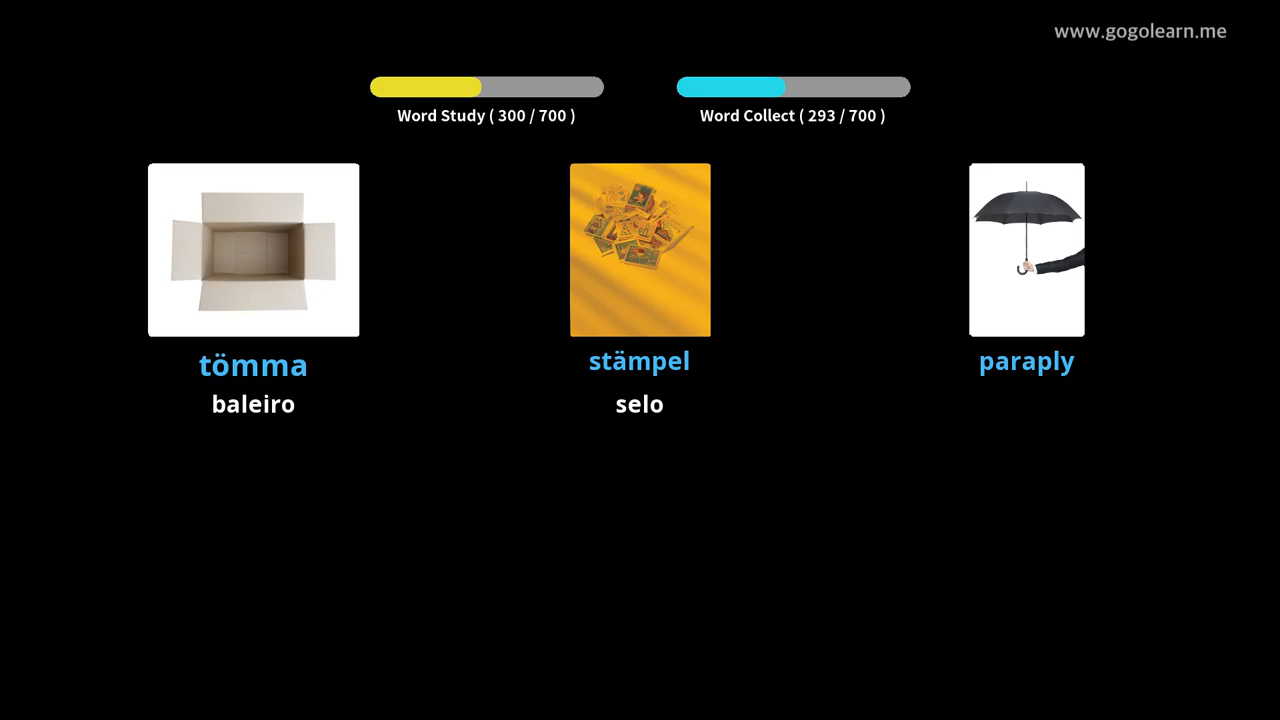 www.gogolearn.me
Word Study ( 300 / 700 )
Word Collect ( 293 / 700 )
tömma
stämpel
paraply
baleiro
selo